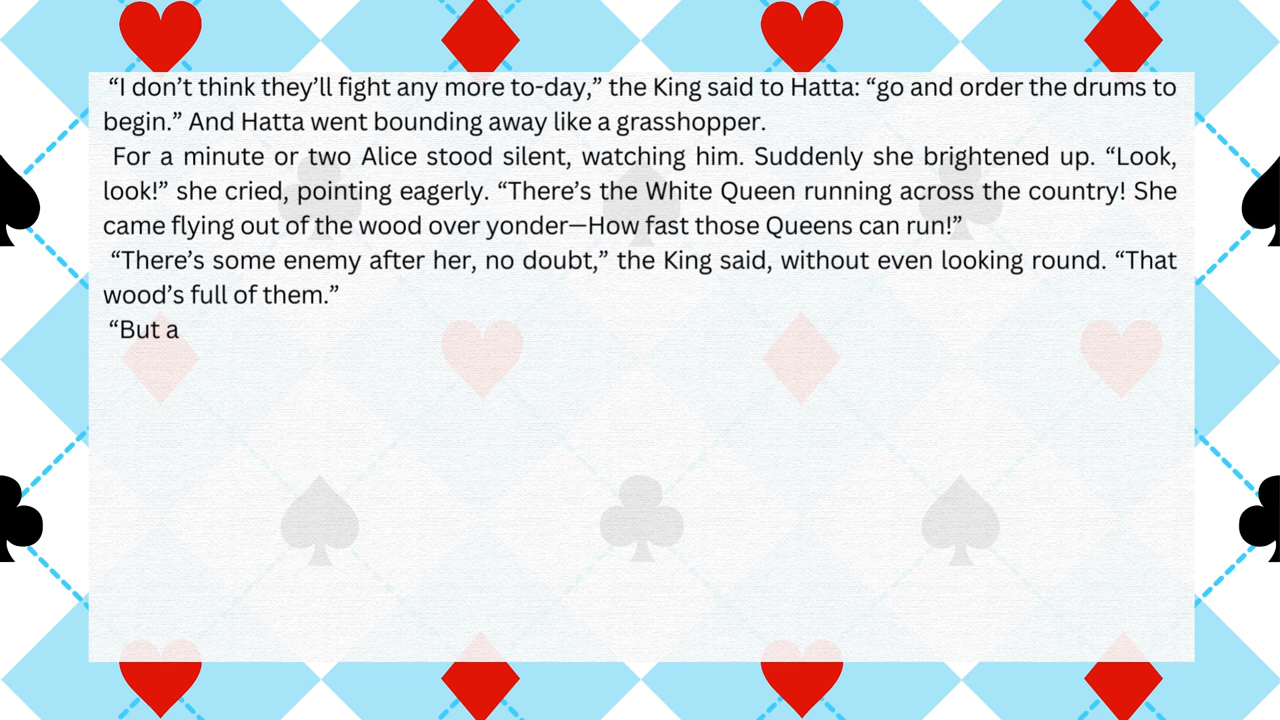 “I don’t think they’ll fight any more to-day,” the King said to Hatta: “go and order the drums to
begin.” And Hatta went bounding away like a grasshopper.
For a minute or two Alice stood silent, watching him. Suddenly she brightened up. “Look,
look!” she cried, pointing eagerly. “There’s the White Queen running across the country! She
came flying out of the wood over yonder—How fast those Queens can run!”
“There’s some enemy after her, no doubt,” the King said, without even looking round. “That
wood’s full of them.”
“But a